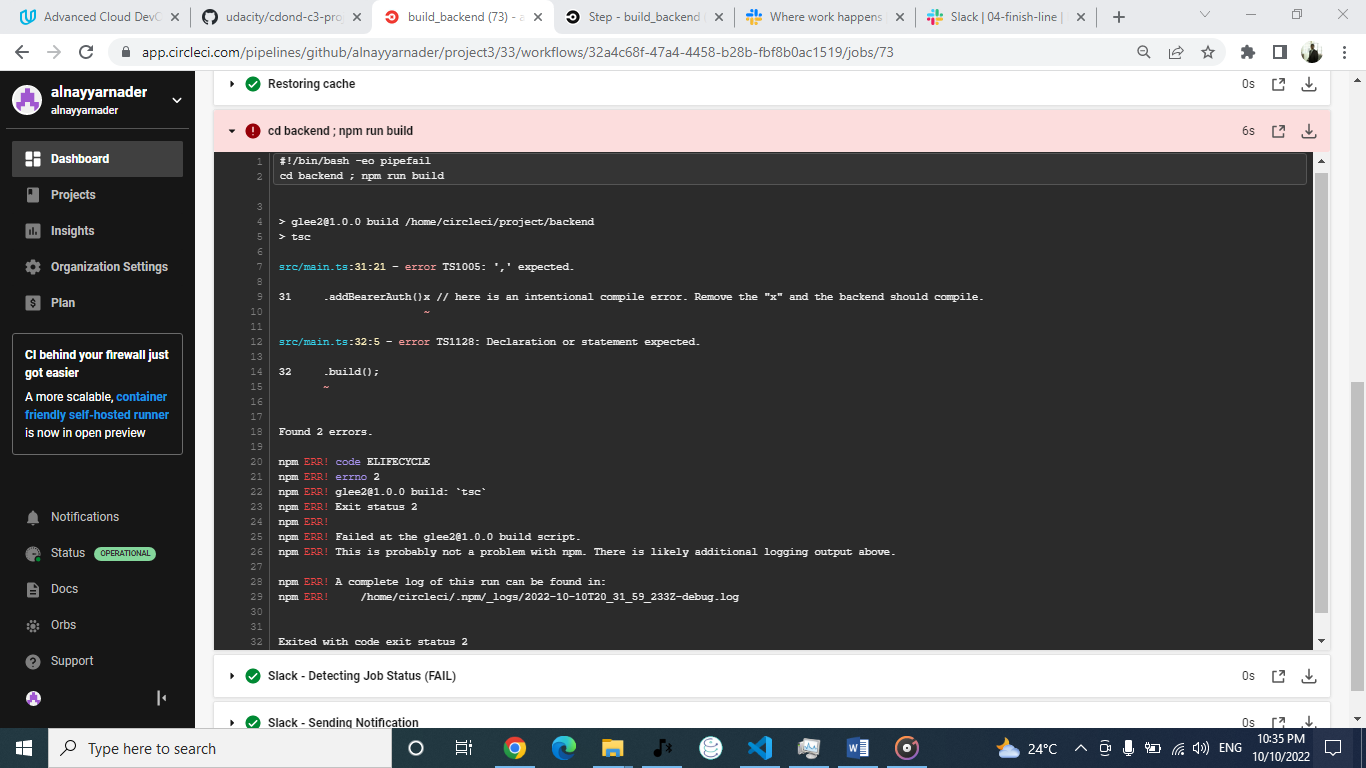 Advanced Cloud DevO
udacity/cdond-c3-pro
build_backend (73) - a
Step - build_backend
Where work happens
Slack | 04-finish-line |
app.circleci.com/pipelines/github/alnayyarnader/project3/33/workflows/32a4c68f-47a4-4458-b28b-fbf8b0ac1519/jobs/73
alnayyarnader
alnayyarnader
Dashboard
Projects
Insights
Organization Settings
Plan
CI behind your firewall just
got easier
A more scalable, container
friendly self-hosted runner
is now in open preview
Notifications
Status OPERATIONAL
Docs
Orbs
Support
Restoring cache 0s
cd backend ; npm run build 6s
1 #!/bin/bash -eo pipefail
2 cd backend ; npm run build
3
4 > glee2@1.0.0 build /home/circleci/project/backend
5 > tsc
6
7 src/main.ts:31:21 - error TS1005: ',' expected.
8
9 31     .addBearerAuth()x // here is an intentional compile error. Remove the "x" and the backend should compile.
10 ~
11
12 src/main.ts:32:5 - error TS1128: Declaration or statement expected.
13
14 32     .build();
15 ~
16
17
18 Found 2 errors.
19
20 npm ERR! code ELIFECYCLE
21 npm ERR! errno 2
22 npm ERR! glee2@1.0.0 build: `tsc`
23 npm ERR! Exit status 2
24 npm ERR!
25 npm ERR! Failed at the glee2@1.0.0 build script.
26 npm ERR! This is probably not a problem with npm. There is likely additional logging output above.
27
28 npm ERR! A complete log of this run can be found in:
29 npm ERR!     /home/circleci/.npm/_logs/2022-10-10T20_31_59_233Z-debug.log
30
31
32 Exited with code exit status 2
Slack - Detecting Job Status (FAIL) 0s
Slack - Sending Notification 0s
Type here to search
24°C
ENG
10:35 PM
10/10/2022